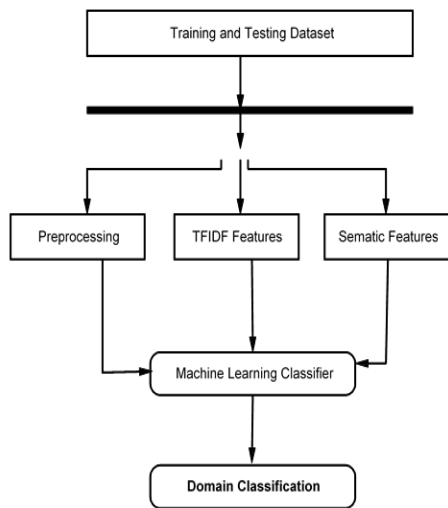 Training and Testing Dataset
Preprocessing
TFIDF Features
Sematic Features
Machine Learning Classifier
Domain Classification